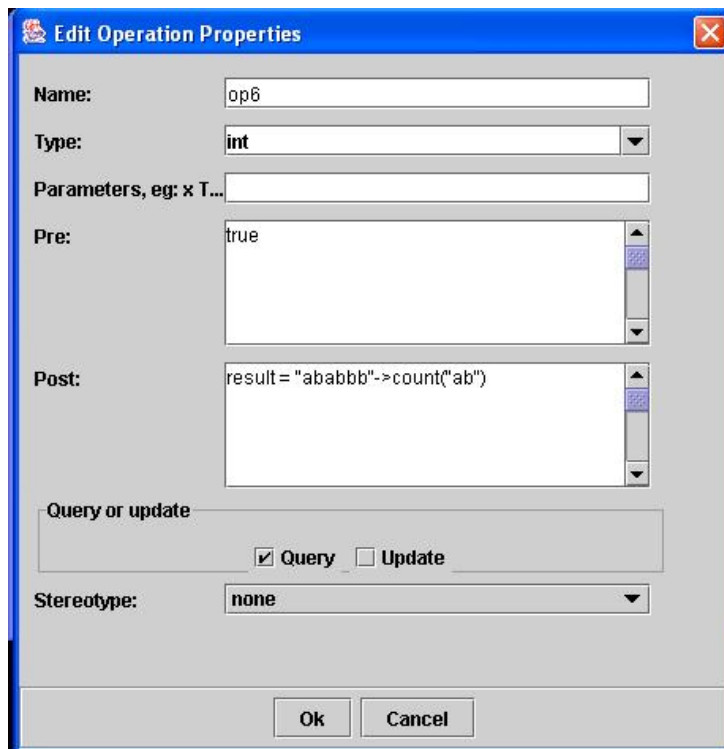 Edit Operation Properties
Name:
op6
Type:
int
Parameters, eg: x T...
Pre:
true
Post:
result = "ababbb"->count("ab")
Query or update
Query
Update
Stereotype:
none
Ok
Cancel